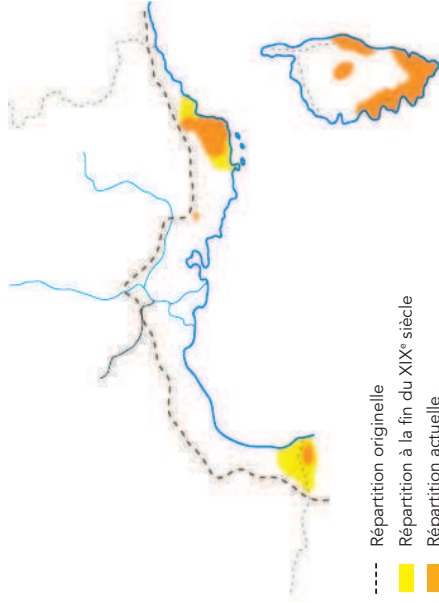 Répartition originelle
Répartition à la fin du XIXᵉ siècle
Répartition actuelle